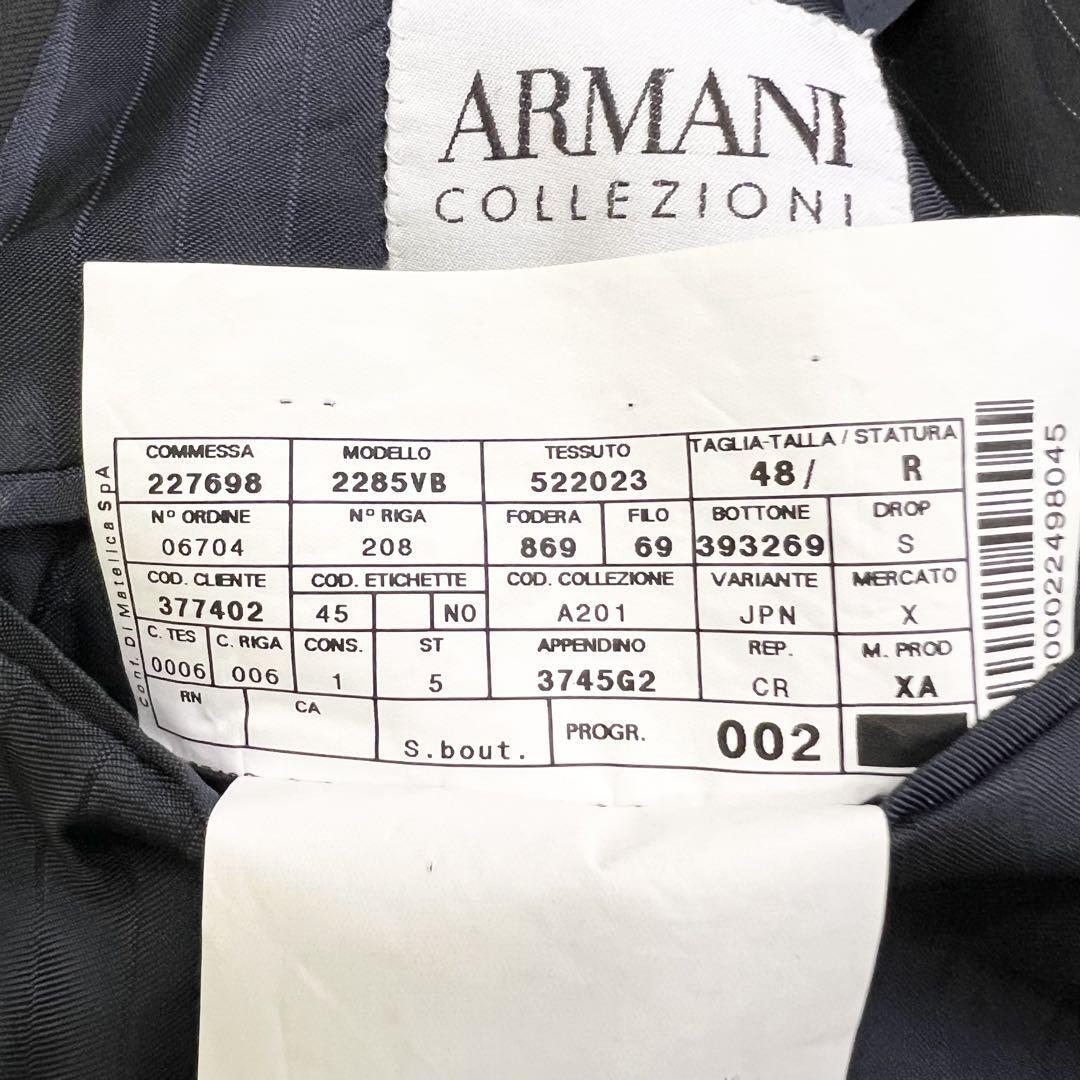 ARMANI
COLLEZIONI
COMMESSA MODELLO TESSUTO TAGLIA-TALLA / STATURA
227698 2285VB 522023 48/ R
Nº ORDINE Nº RIGA FODERA FILO BOTTONE DROP
06704 208 869 69 393269 S
COD. CLIENTE COD. ETICHETTE COD. COLLEZIONE VARIANTE MERCATO
377402 45 NO A201 JPN X
C. TES C. RIGA CONS. ST APPENDINO REP. M. PROD
0006 006 1 5 3745G2 CR XA
RN CA S.bout. PROGR. 002
Conf. Di Matelica SpA
00022498045